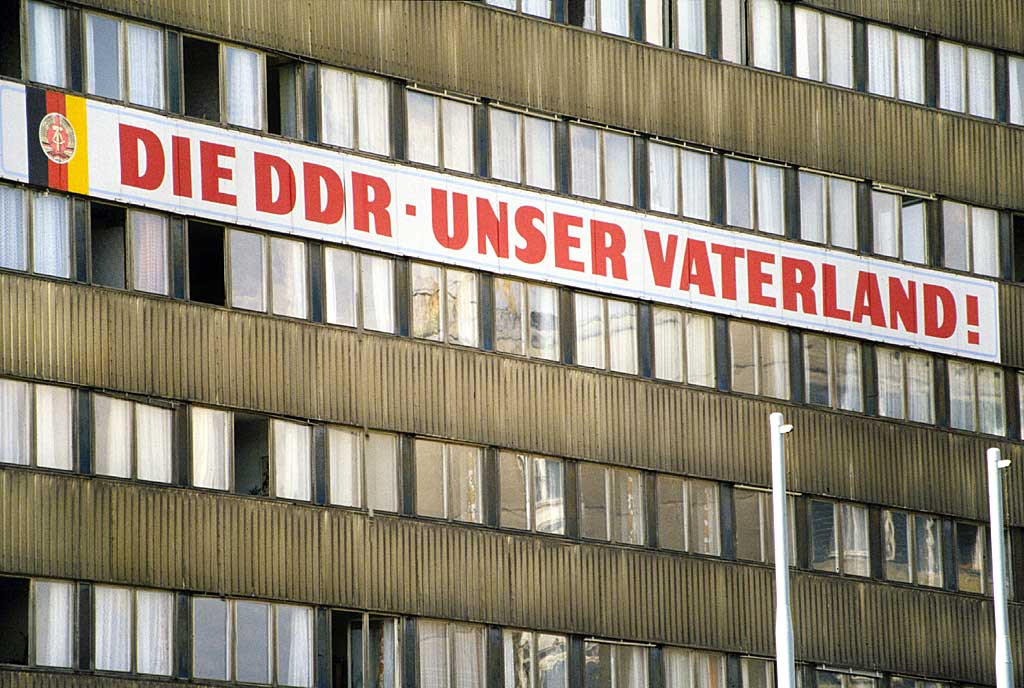 DIE DDR - UNSER VATERLAND!